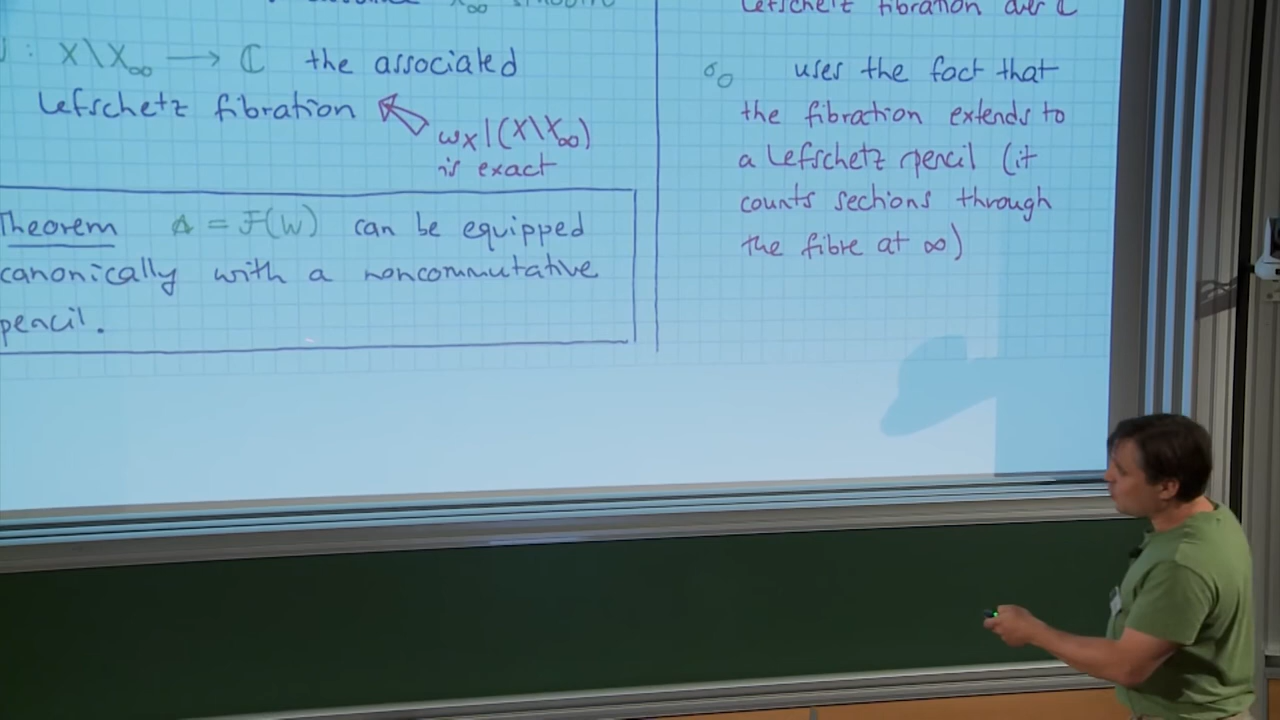 X∞ smooth
: X\X∞ → ℂ the associated
Lefschetz fibration
ωX|(X\X∞)
is exact
Theorem A = F(W) can be equipped
canonically with a noncommutative
pencil.
Lefschetz fibration over ℂ
σ0 uses the fact that
the fibration extends to
a Lefschetz pencil (it
counts sections through
the fibre at ∞)